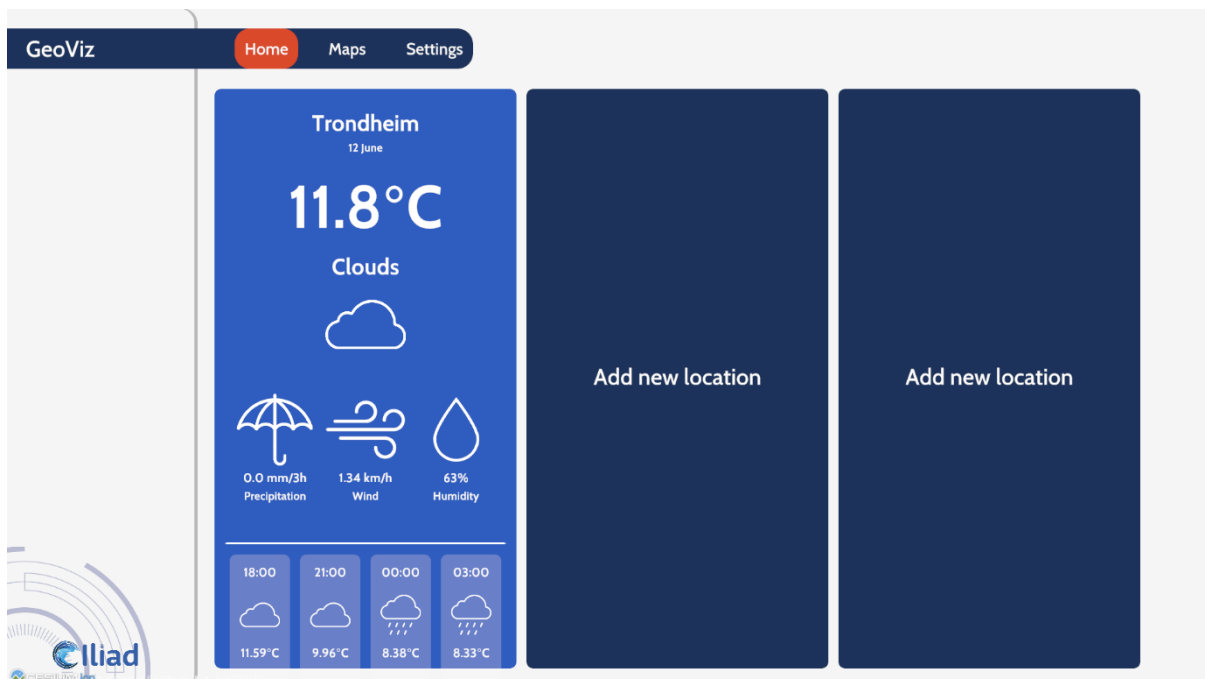 GeoViz
Home Maps Settings
Trondheim
12 June
11.8°C
Clouds
0.0 mm/3h 1.34 km/h 63%
Precipitation Wind Humidity
18:00 21:00 00:00 03:00
11.59°C 9.96°C 8.38°C 8.33°C
Add new location
Add new location
Iliad